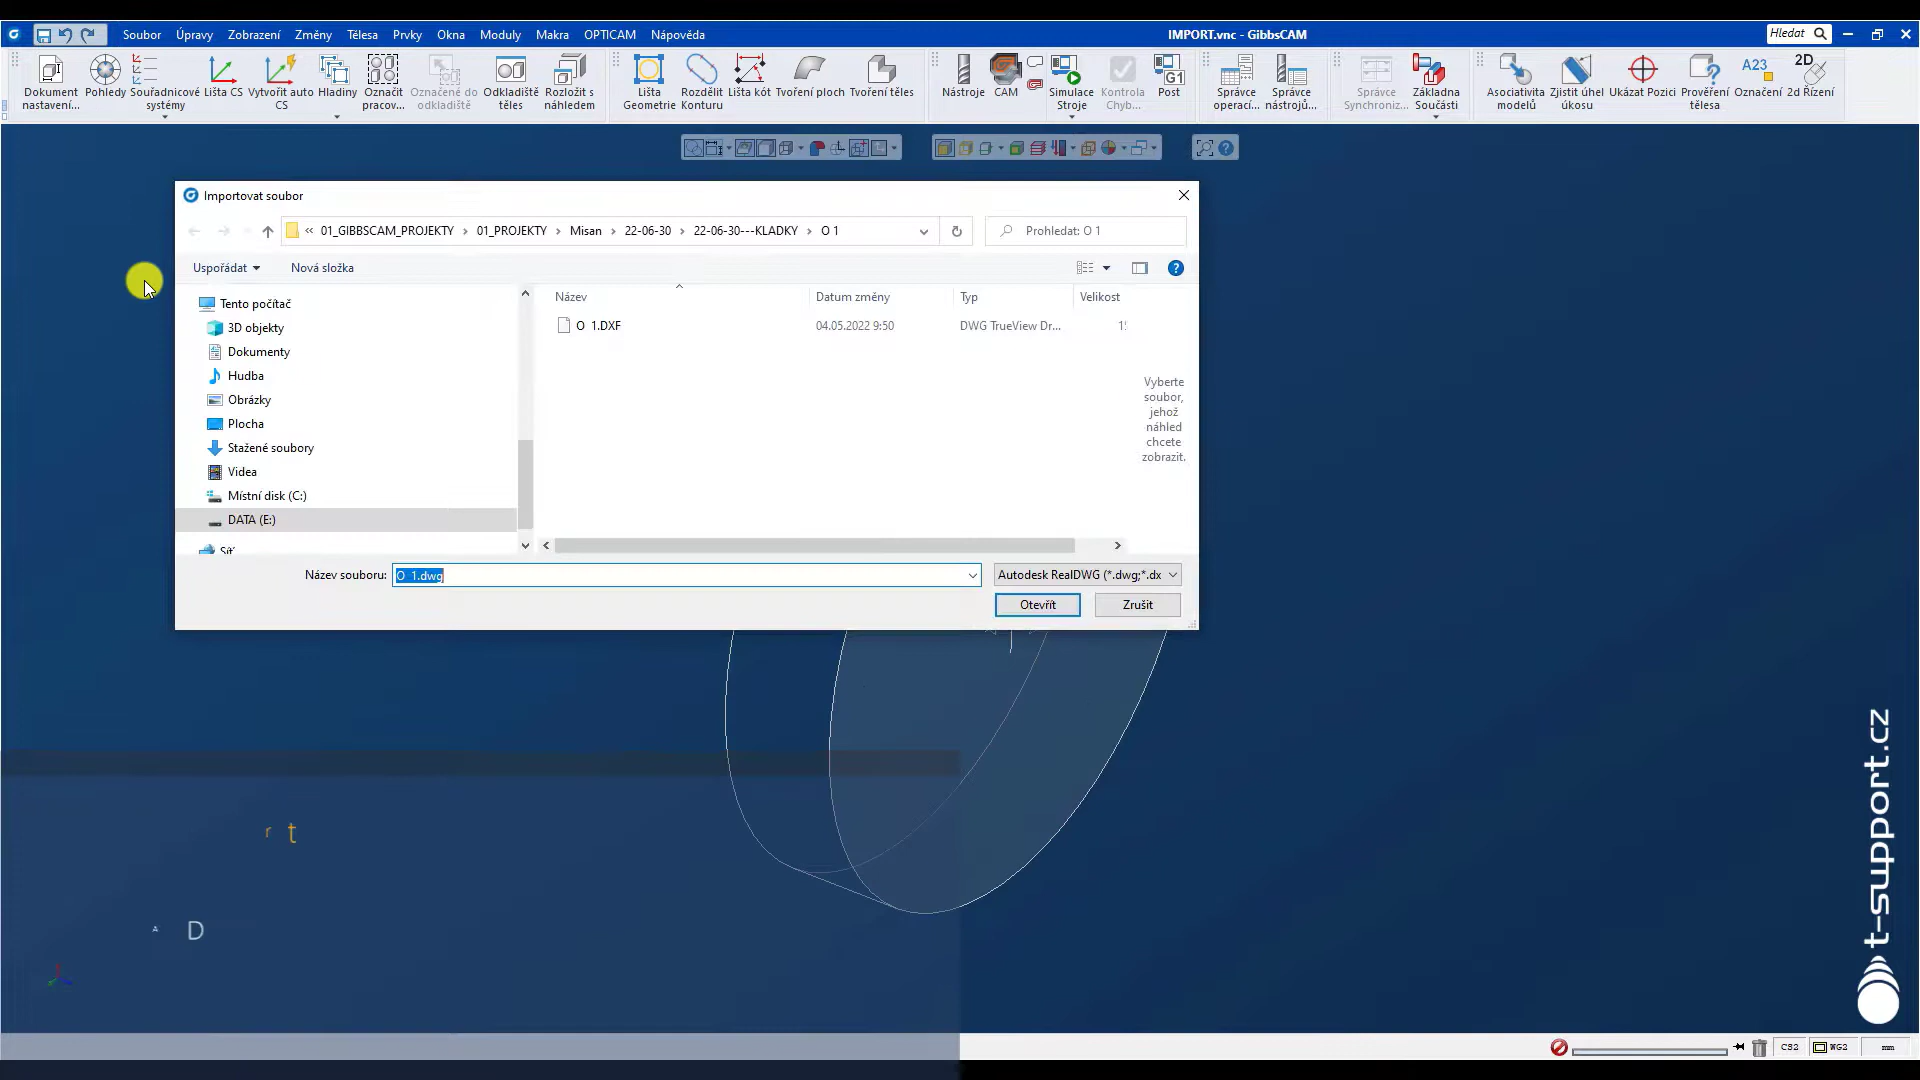 Soubor Úpravy Zobrazení Změny Tělesa Prvky Okna Moduly Makra OPTICAM Nápověda
IMPORT.vnc - GibbsCAM
Hledat
Dokument nastavení...
Pohledy
Souřadnicové systémy
Lišta CS
Vytvořit auto CS
Hladiny
Označit pracov...
Označené do odkladiště
Odkladiště těles
Rozložit s náhledem
Lišta Geometrie
Rozdělit Konturu
Lišta kót
Tvoření ploch
Tvoření těles
Nástroje
CAM
Simulace Stroje
Kontrola Chyb...
G1
Post
Správce operací...
Správce nástrojů...
Správce Synchroniz...
Základna Součásti
Asociativita modelů
Zjistit úhel úkosu
Ukázat Pozici
Prověření tělesa
A23
Označení
2D
2d Řízení
Importovat soubor
« 01_GIBBSCAM_PROJEKTY › 01_PROJEKTY › Misan › 22-06-30 › 22-06-30---KLADKY › O 1
Prohledat: O 1
Uspořádat
Nová složka
Tento počítač
3D objekty
Dokumenty
Hudba
Obrázky
Plocha
Stažené soubory
Videa
Místní disk (C:)
DATA (E:)
Síť
Název Datum změny Typ Velikost
O 1.DXF 04.05.2022 9:50 DWG TrueView Dr...
Vyberte
soubor,
jehož
náhled
chcete
zobrazit.
Název souboru: O 1.dwg
Autodesk RealDWG (*.dwg;*.dx
Otevřít
Zrušit
r t
A D
t-support.cz
CS2 WG2 mm